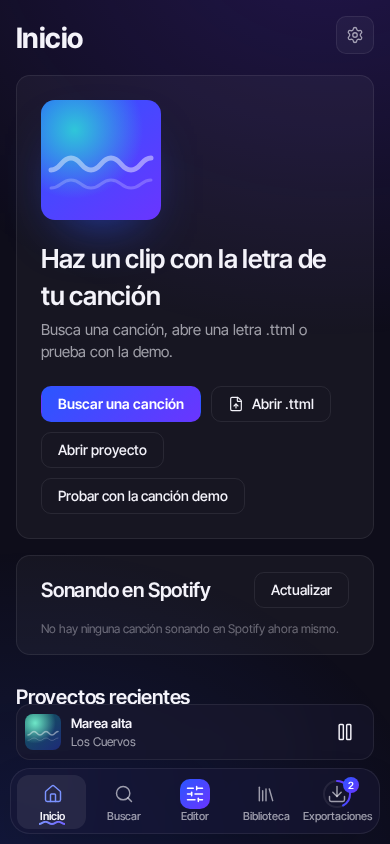 Inicio
Haz un clip con la letra de
tu canción
Busca una canción, abre una letra .ttml o
prueba con la demo.
Buscar una canción
Abrir .ttml
Abrir proyecto
Probar con la canción demo
Sonando en Spotify
Actualizar
No hay ninguna canción sonando en Spotify ahora mismo.
Proyectos recientes
Marea alta
Los Cuervos
2
Inicio
Buscar
Editor
Biblioteca
Exportaciones